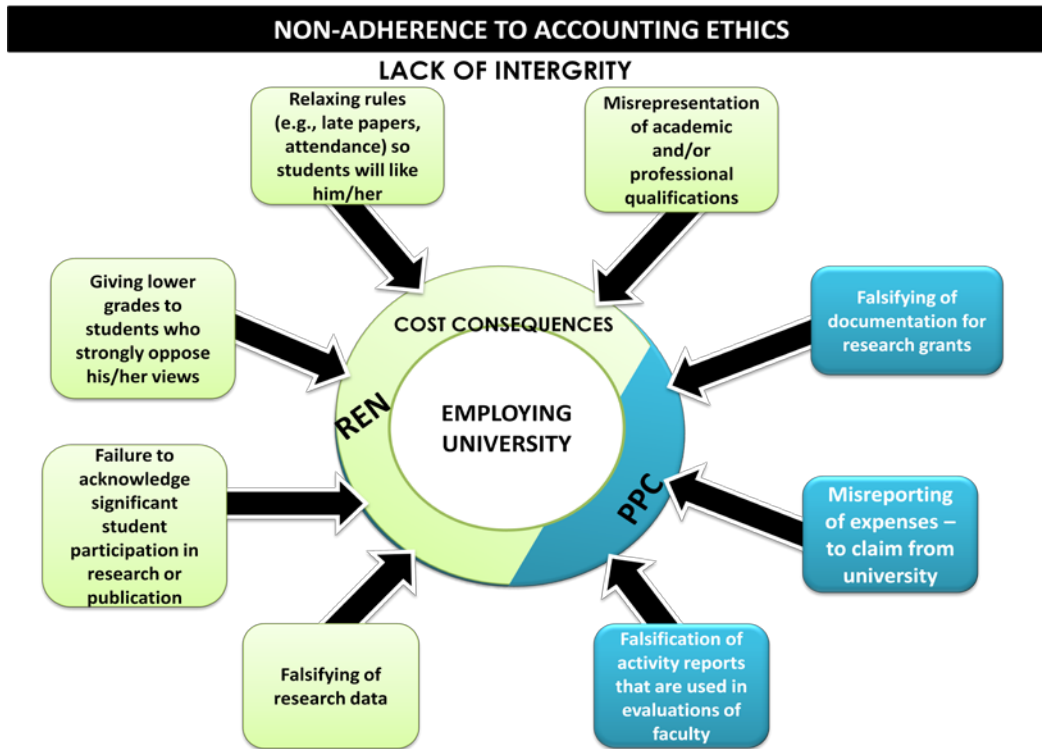 NON-ADHERENCE TO ACCOUNTING ETHICS
LACK OF INTERGRITY
Relaxing rules
(e.g., late papers,
attendance) so
students will like
him/her
Misrepresentation
of academic
and/or
professional
qualifications
Giving lower
grades to
students who
strongly oppose
his/her views
Falsifying of
documentation for
research grants
COST CONSEQUENCES
REN
EMPLOYING
UNIVERSITY
PPC
Failure to
acknowledge
significant
student
participation in
research or
publication
Misreporting
of expenses –
to claim from
university
Falsifying of
research data
Falsification of
activity reports
that are used in
evaluations of
faculty